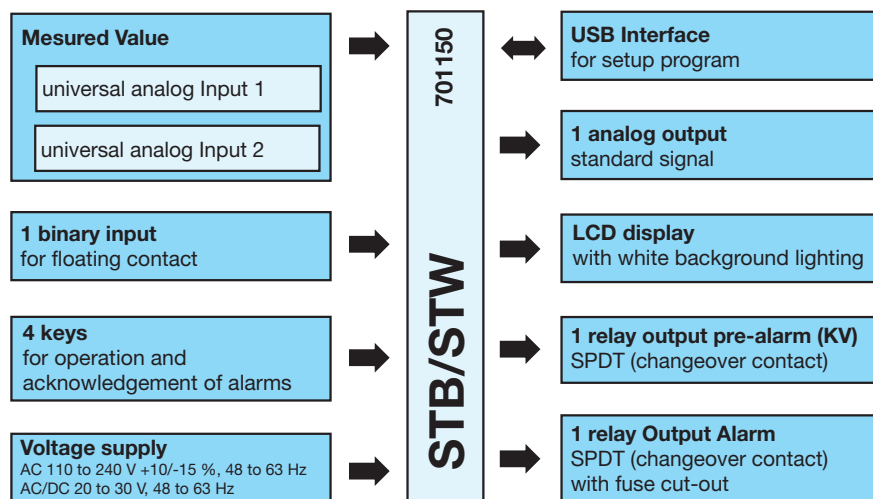 Mesured Value
universal analog Input 1
universal analog Input 2
1 binary input
for floating contact
4 keys
for operation and
acknowledgement of alarms
Voltage supply
AC 110 to 240 V +10/-15 %, 48 to 63 Hz
AC/DC 20 to 30 V, 48 to 63 Hz
701150
STB/STW
USB Interface
for setup program
1 analog output
standard signal
LCD display
with white background lighting
1 relay output pre-alarm (KV)
SPDT (changeover contact)
1 relay Output Alarm
SPDT (changeover contact)
with fuse cut-out